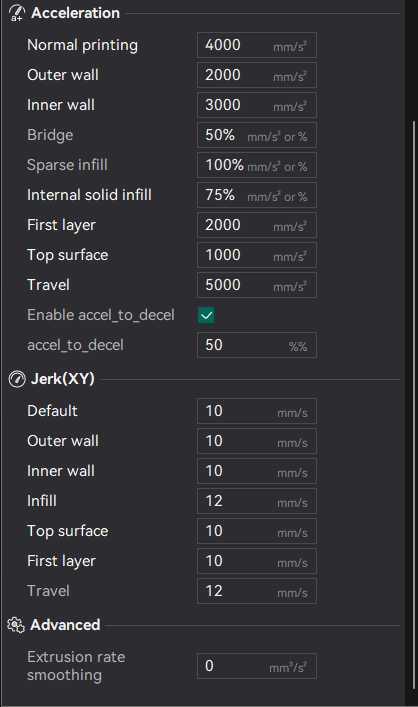 Acceleration
Normal printing 4000 mm/s²
Outer wall 2000 mm/s²
Inner wall 3000 mm/s²
Bridge 50% mm/s² or %
Sparse infill 100% mm/s² or %
Internal solid infill 75% mm/s² or %
First layer 2000 mm/s²
Top surface 1000 mm/s²
Travel 5000 mm/s²
Enable accel_to_decel
accel_to_decel 50 %%
Jerk(XY)
Default 10 mm/s
Outer wall 10 mm/s
Inner wall 10 mm/s
Infill 12 mm/s
Top surface 10 mm/s
First layer 10 mm/s
Travel 12 mm/s
Advanced
Extrusion rate
smoothing 0 mm³/s²